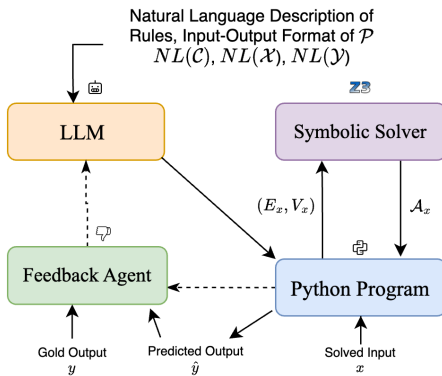 Natural Language Description of
Rules, Input-Output Format of 𝒫
NL(𝒞), NL(𝒳), NL(𝒴)
Z3
LLM
Symbolic Solver
(E_x, V_x)
𝒜_x
Feedback Agent
Python Program
Gold Output
y
Predicted Output
ŷ
Solved Input
x